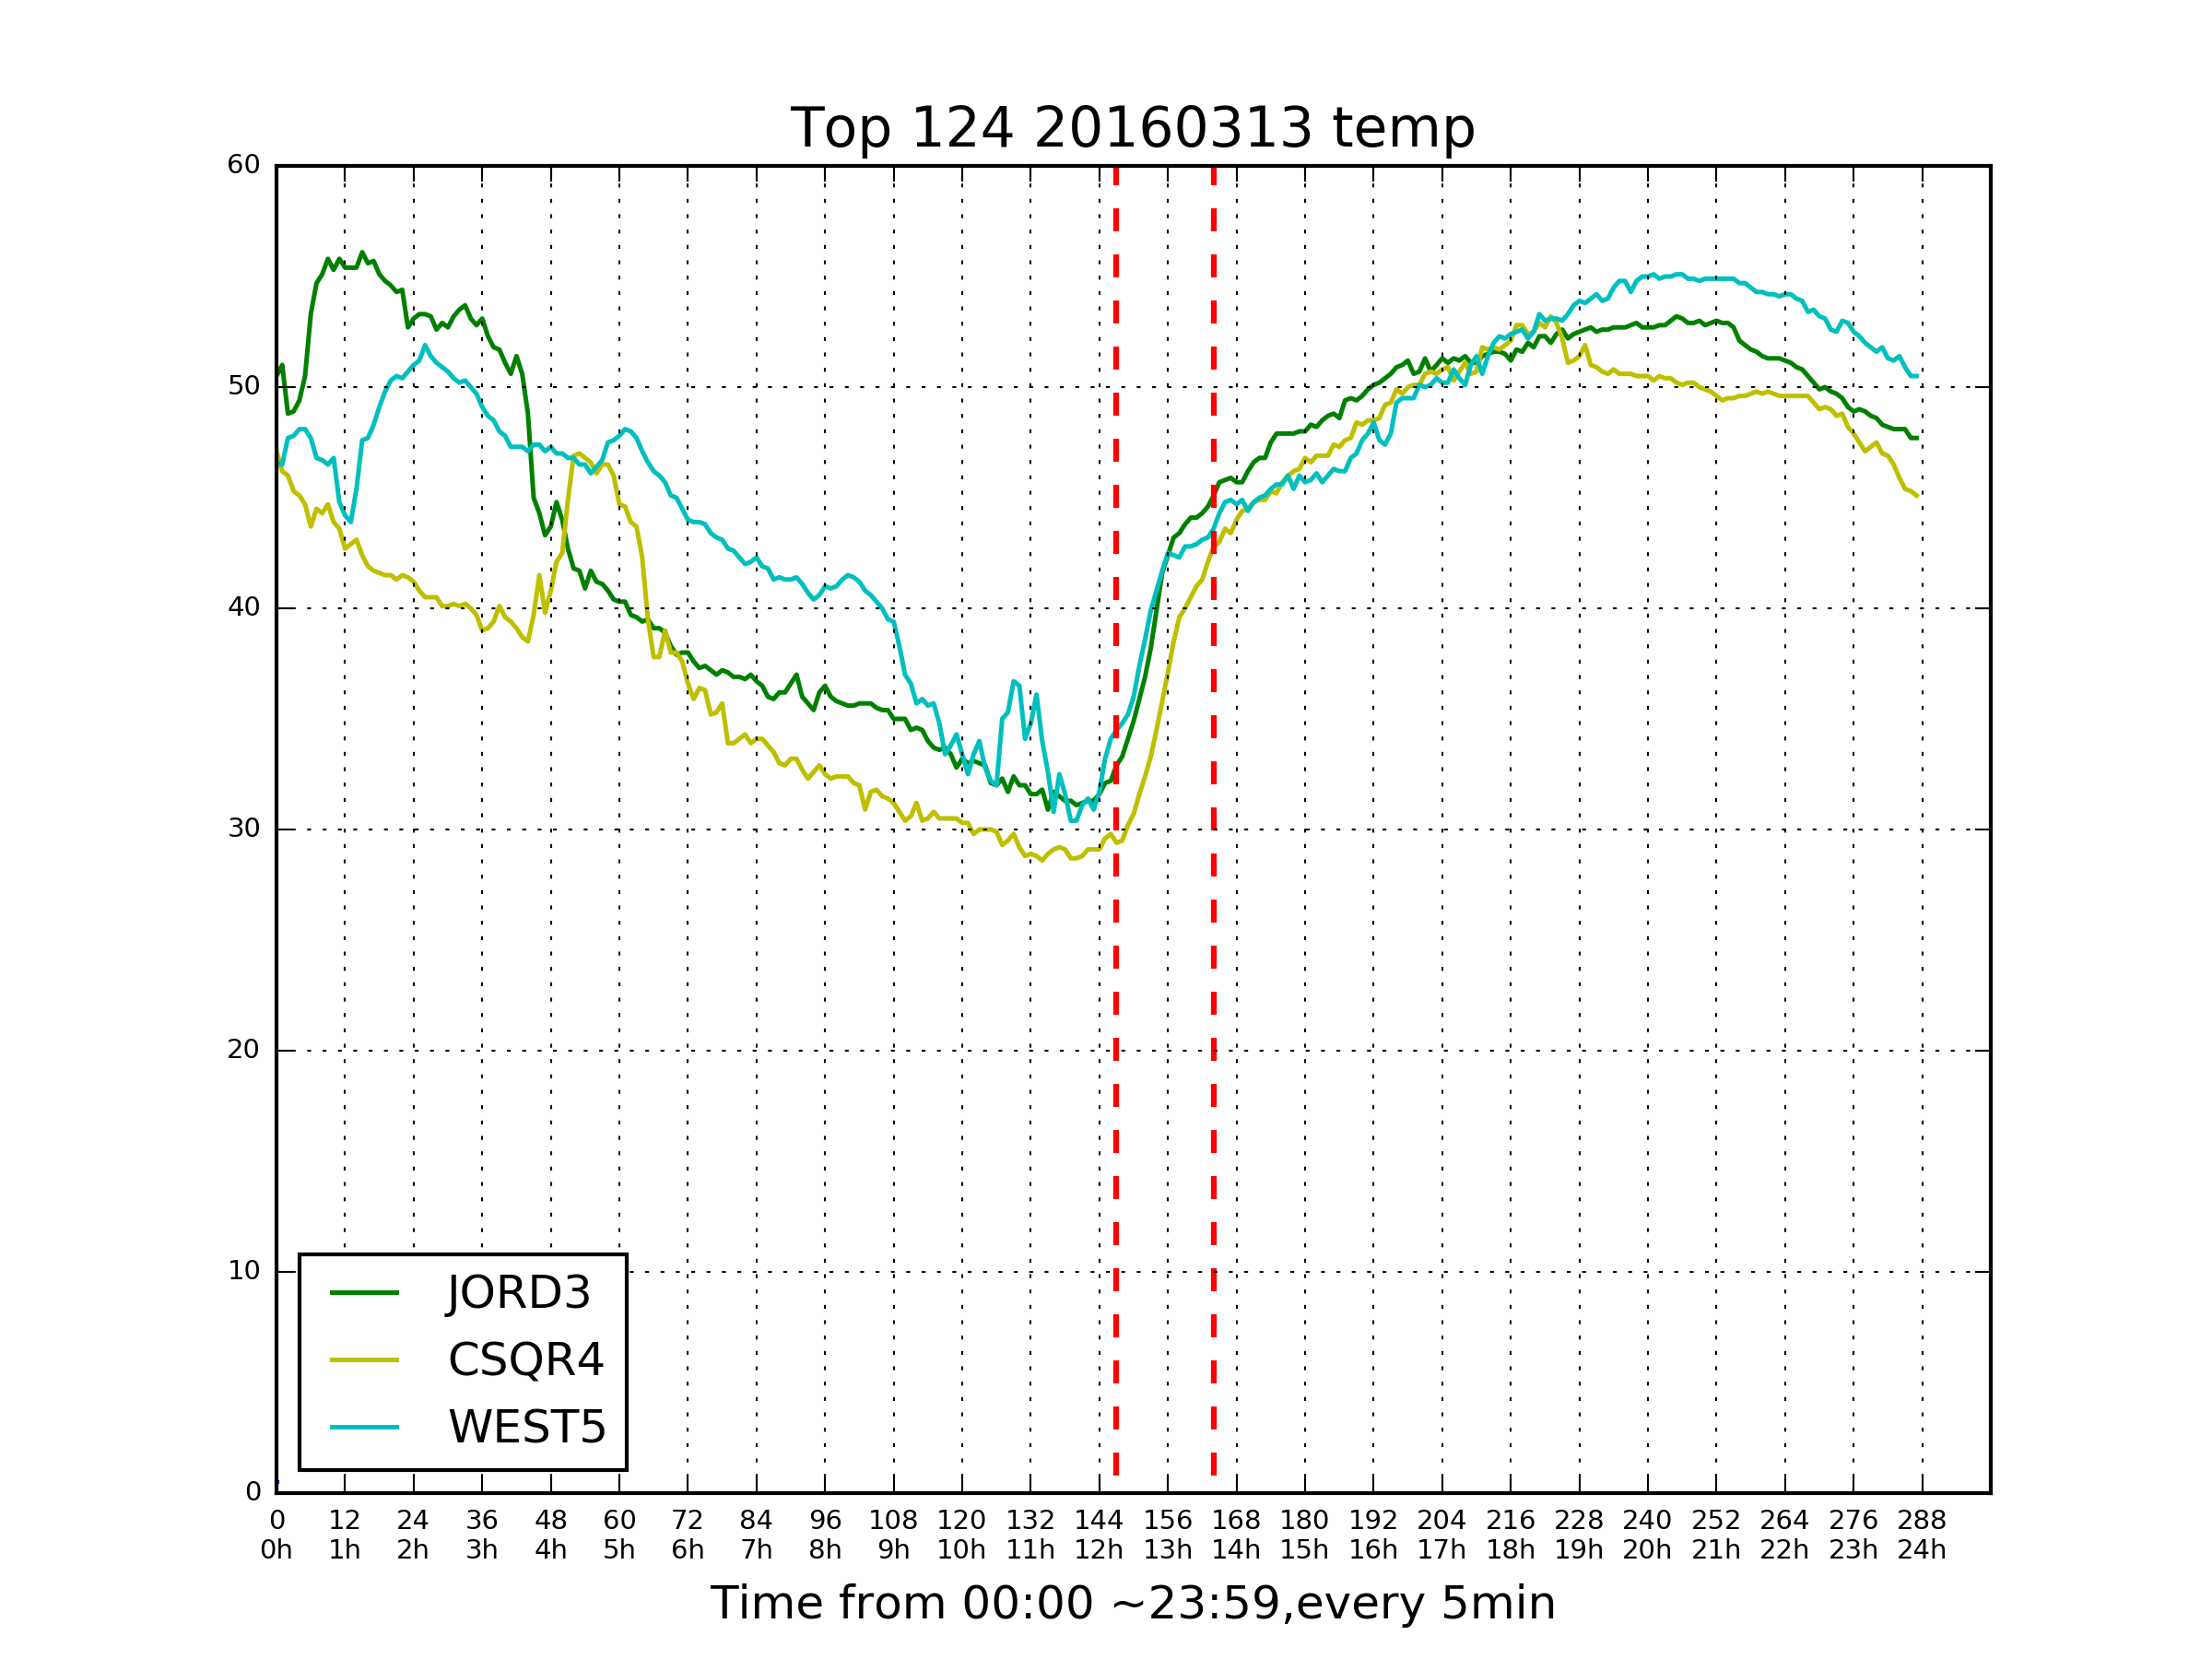 Top 124 20160313 temp
60
50
40
30
20
10
0
JORD3
CSQR4
WEST5
0 12 24 36 48 60 72 84 96 108 120 132 144 156 168 180 192 204 216 228 240 252 264 276 288
0h 1h 2h 3h 4h 5h 6h 7h 8h 9h 10h 11h 12h 13h 14h 15h 16h 17h 18h 19h 20h 21h 22h 23h 24h
Time from 00:00 ~23:59,every 5min